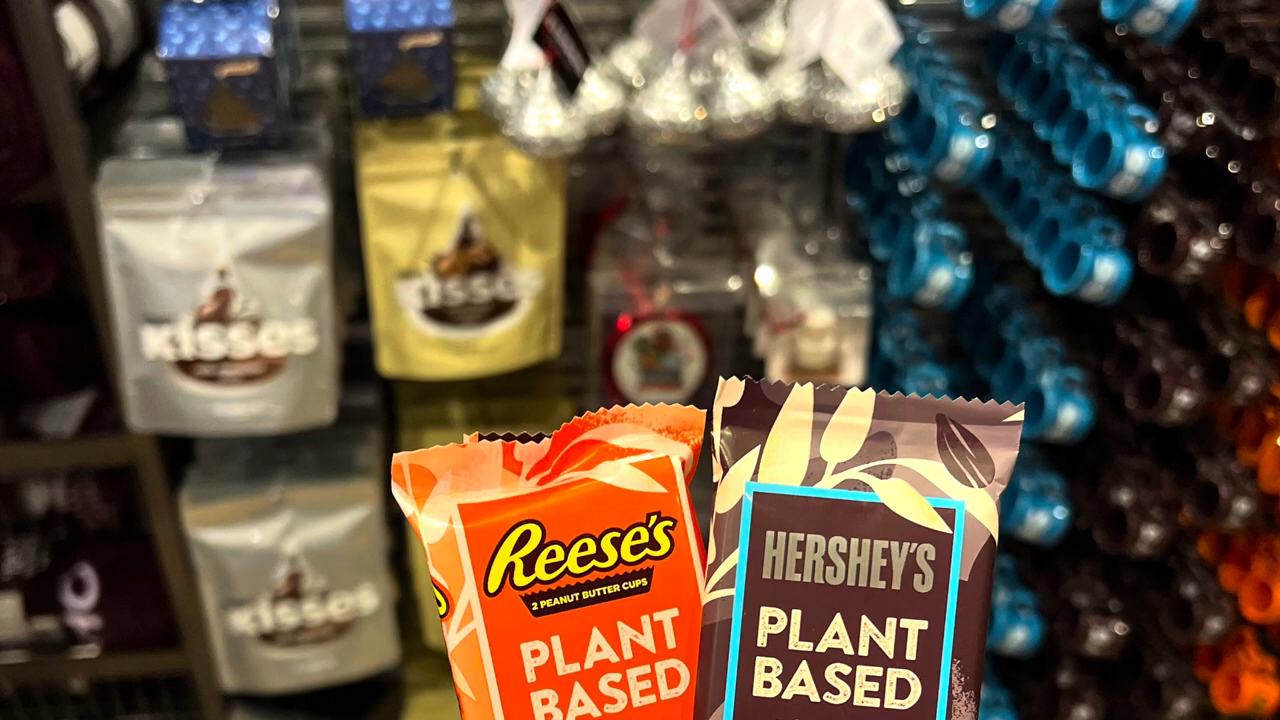 Kisses
Kisses
Kisses
Reese's
2 PEANUT BUTTER CUPS
PLANT
BASED
HERSHEY'S
PLANT
BASED